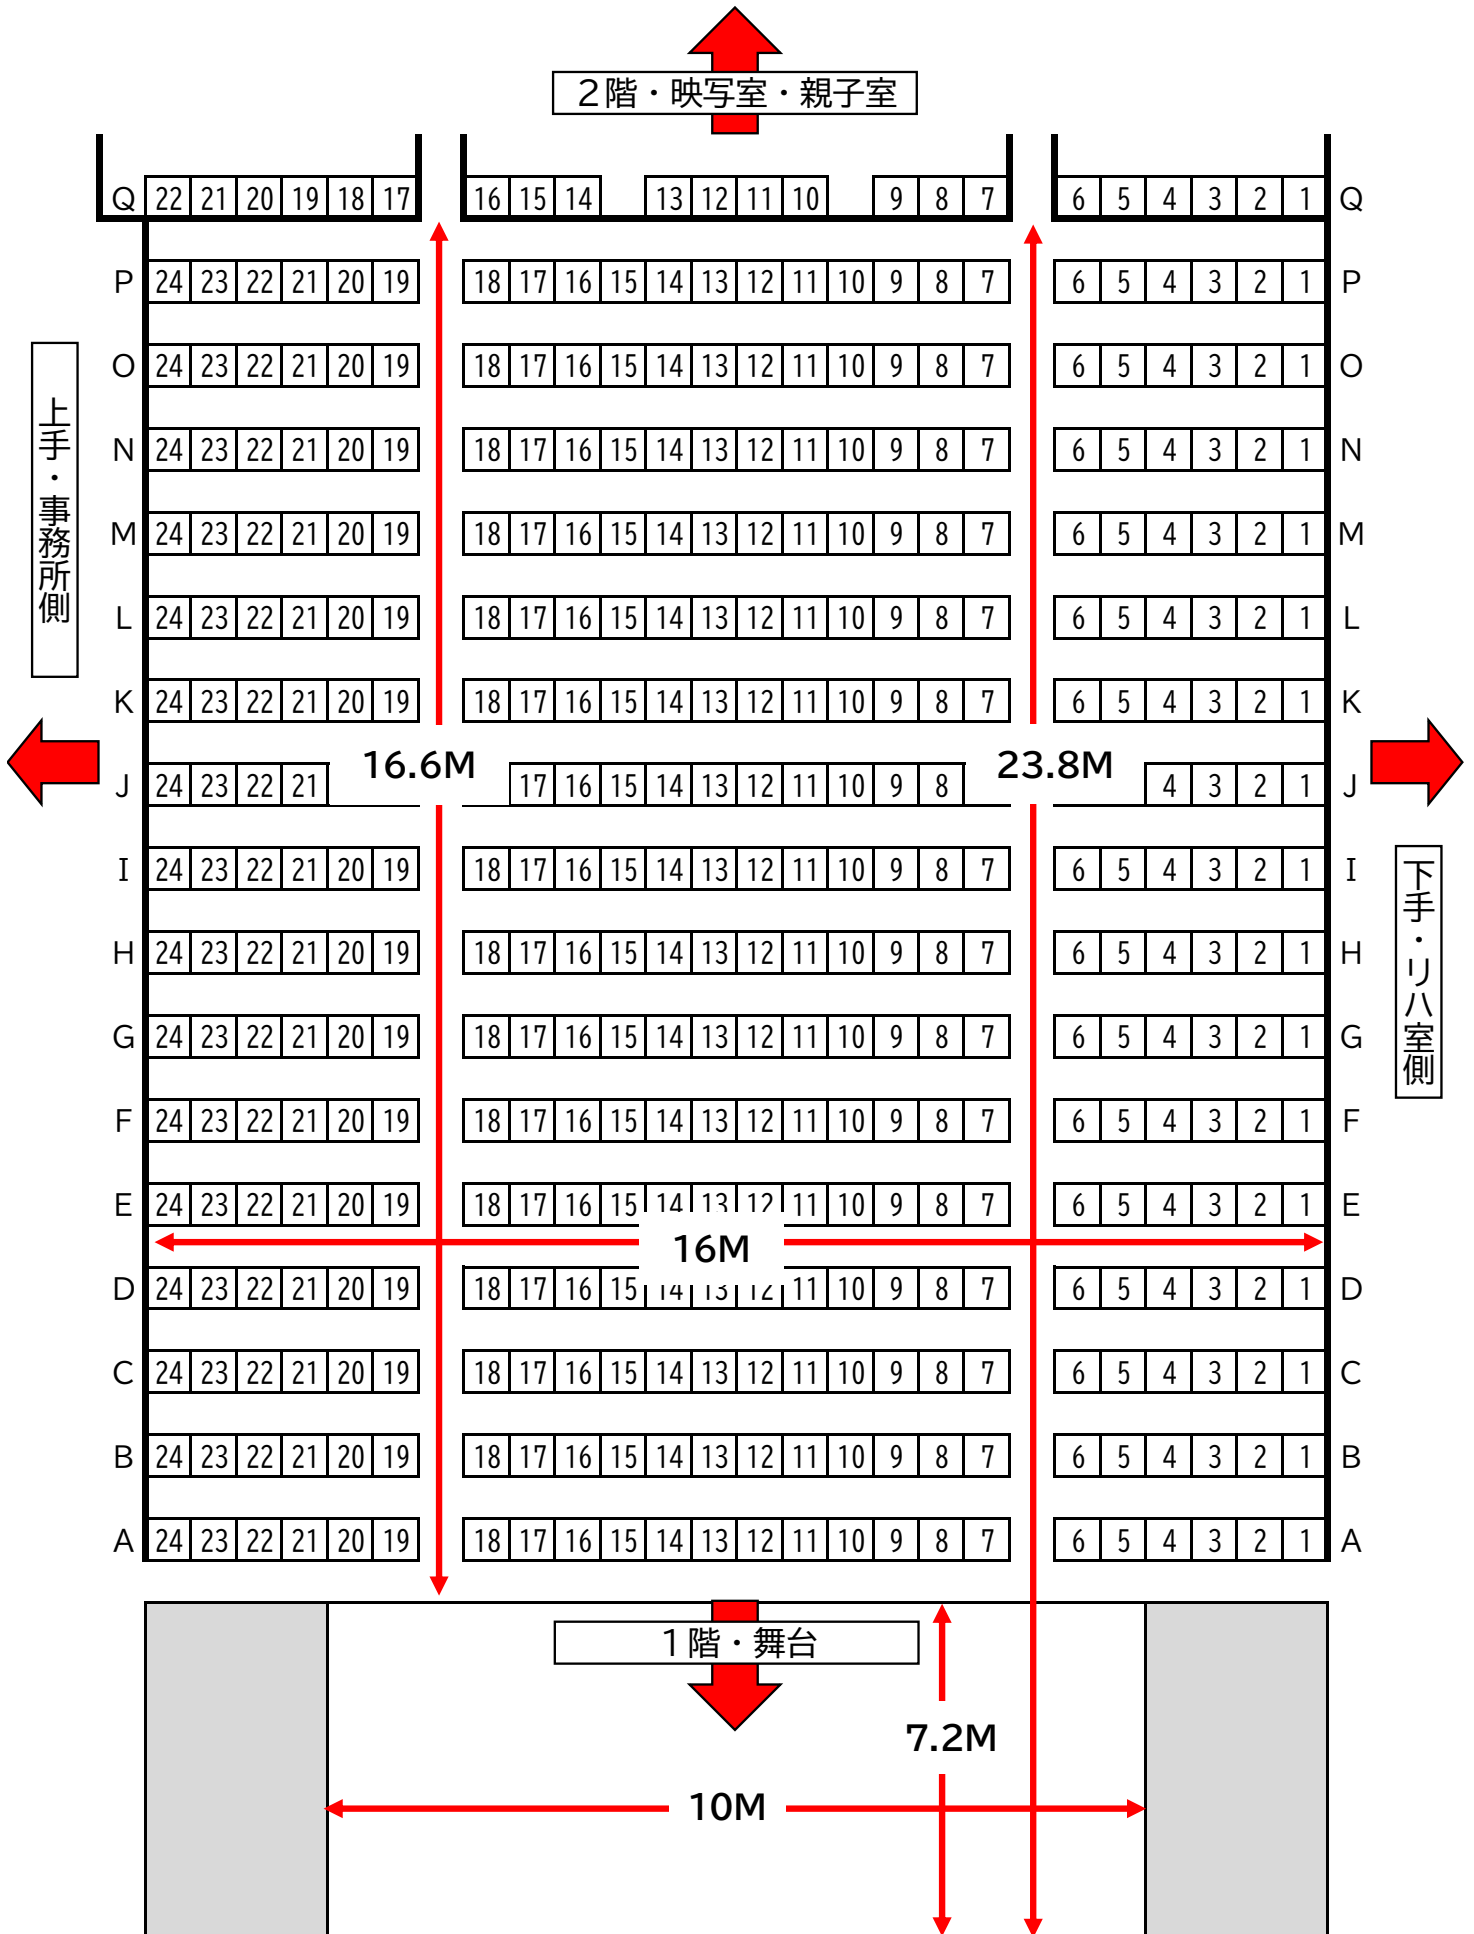 2階・映写室・親子室
Q 22 21 20 19 18 17 16 15 14 13 12 11 10 9 8 7 6 5 4 3 2 1 Q
P 24 23 22 21 20 19 18 17 16 15 14 13 12 11 10 9 8 7 6 5 4 3 2 1 P
O 24 23 22 21 20 19 18 17 16 15 14 13 12 11 10 9 8 7 6 5 4 3 2 1 O
N 24 23 22 21 20 19 18 17 16 15 14 13 12 11 10 9 8 7 6 5 4 3 2 1 N
M 24 23 22 21 20 19 18 17 16 15 14 13 12 11 10 9 8 7 6 5 4 3 2 1 M
上手・事務所側
L 24 23 22 21 20 19 18 17 16 15 14 13 12 11 10 9 8 7 6 5 4 3 2 1 L
K 24 23 22 21 20 19 18 17 16 15 14 13 12 11 10 9 8 7 6 5 4 3 2 1 K
16.6M 23.8M
J 24 23 22 21 17 16 15 14 13 12 11 10 9 8 4 3 2 1 J
I 24 23 22 21 20 19 18 17 16 15 14 13 12 11 10 9 8 7 6 5 4 3 2 1 I
H 24 23 22 21 20 19 18 17 16 15 14 13 12 11 10 9 8 7 6 5 4 3 2 1 H
下手・リハ室側
G 24 23 22 21 20 19 18 17 16 15 14 13 12 11 10 9 8 7 6 5 4 3 2 1 G
F 24 23 22 21 20 19 18 17 16 15 14 13 12 11 10 9 8 7 6 5 4 3 2 1 F
E 24 23 22 21 20 19 18 17 16 15 14 13 12 11 10 9 8 7 6 5 4 3 2 1 E
16M
D 24 23 22 21 20 19 18 17 16 15 14 13 12 11 10 9 8 7 6 5 4 3 2 1 D
C 24 23 22 21 20 19 18 17 16 15 14 13 12 11 10 9 8 7 6 5 4 3 2 1 C
B 24 23 22 21 20 19 18 17 16 15 14 13 12 11 10 9 8 7 6 5 4 3 2 1 B
A 24 23 22 21 20 19 18 17 16 15 14 13 12 11 10 9 8 7 6 5 4 3 2 1 A
1階・舞台
7.2M
10M